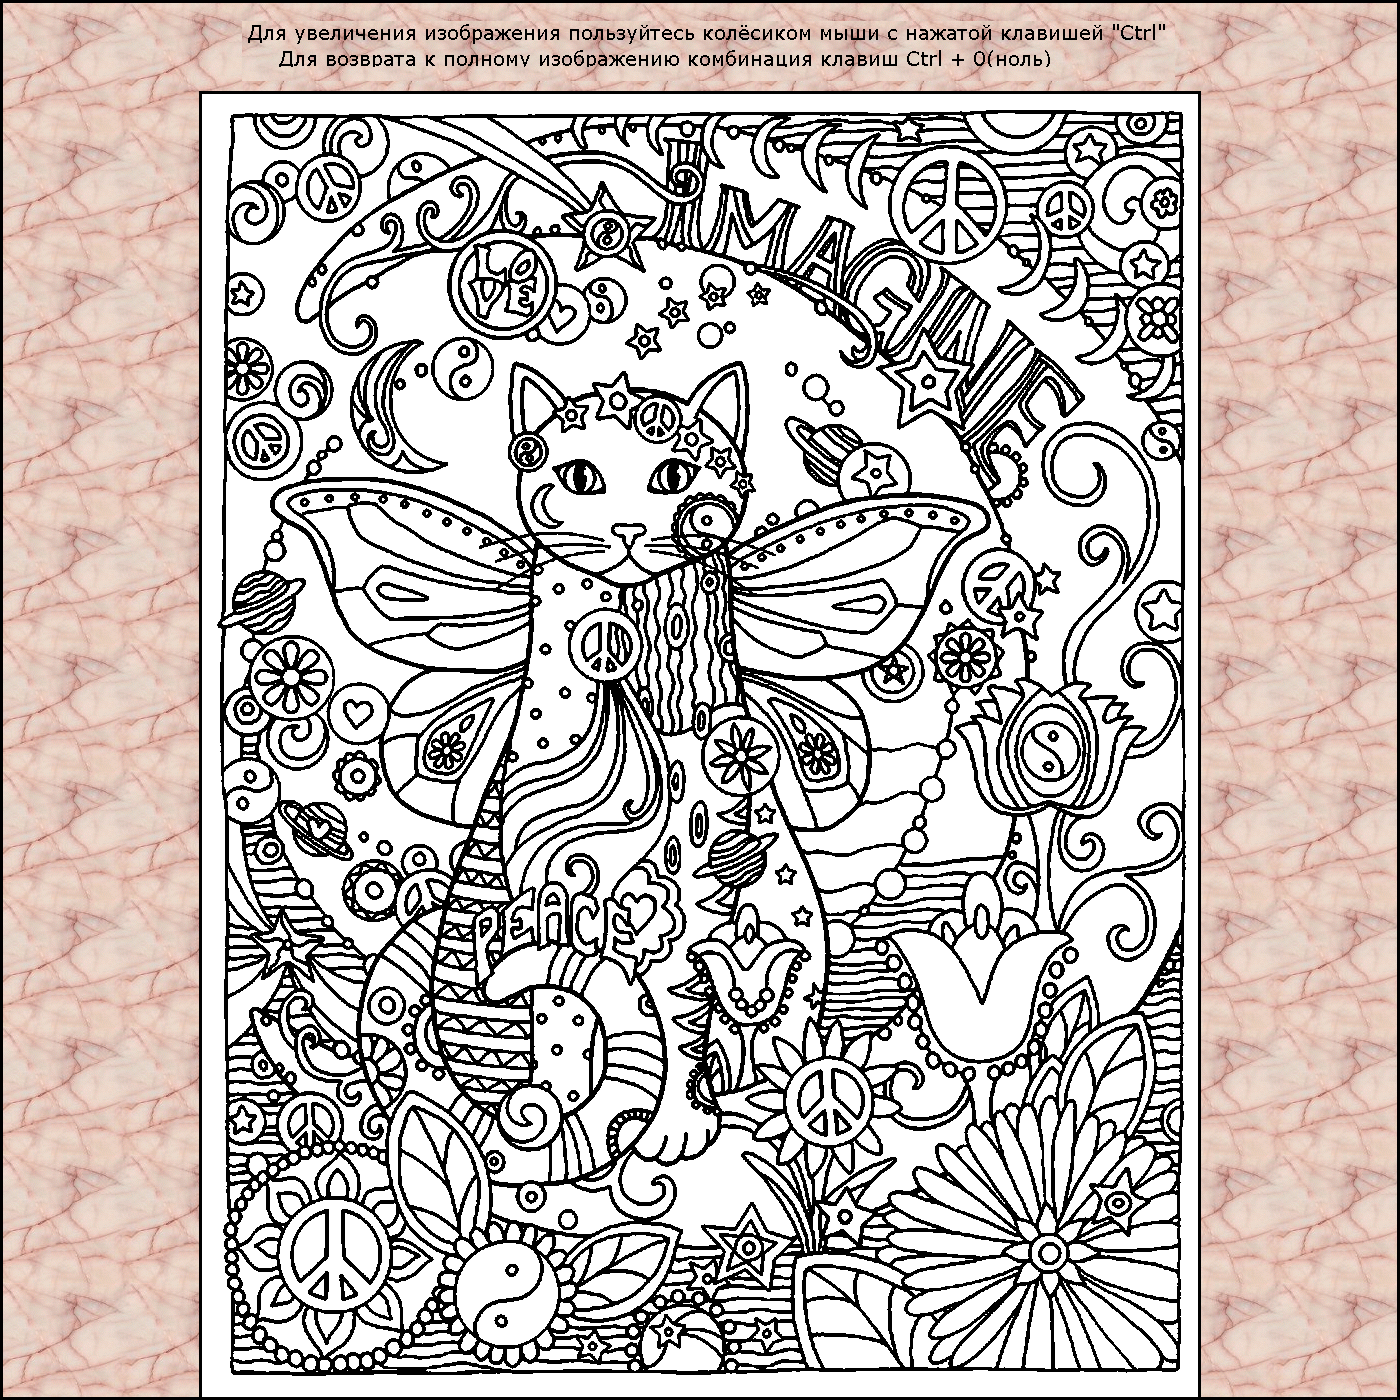 Для увеличения изображения пользуйтесь колёсиком мыши с нажатой клавишей "Ctrl"
Для возврата к полному изображению комбинация клавиш Ctrl + 0(ноль)
IMAGINE
LOVE
PEACE